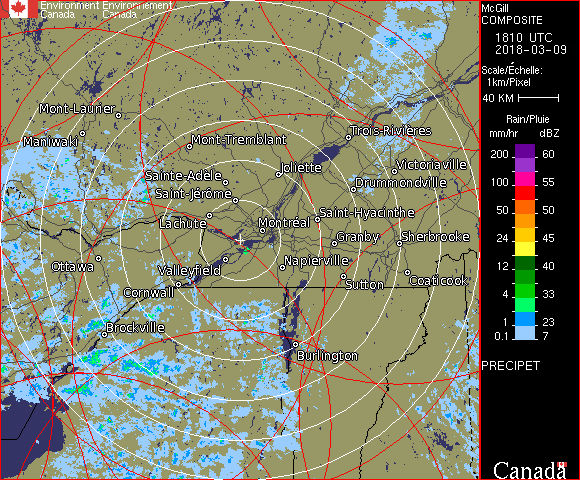 Environment Environnement
Canada Canada
McGill
COMPOSITE
1810 UTC
2018-03-09
Scale/Échelle:
1km/Pixel
40 KM
Rain/Pluie
mm/hr dBZ
200 60
100 55
50 50
24 45
12 40
4 33
1 23
0.1 7
PRECIPET
Canada
Mont-Laurier
Maniwaki
Mont-Tremblant
Trois-Rivières
Joliette
Victoriaville
Sainte-Adèle
Drummondville
Saint-Jérôme
Lachute
Montréal
Saint-Hyacinthe
Granby
Sherbrooke
Ottawa
Valleyfield
Napierville
Cornwall
Sutton
Coaticook
Brockville
Burlington